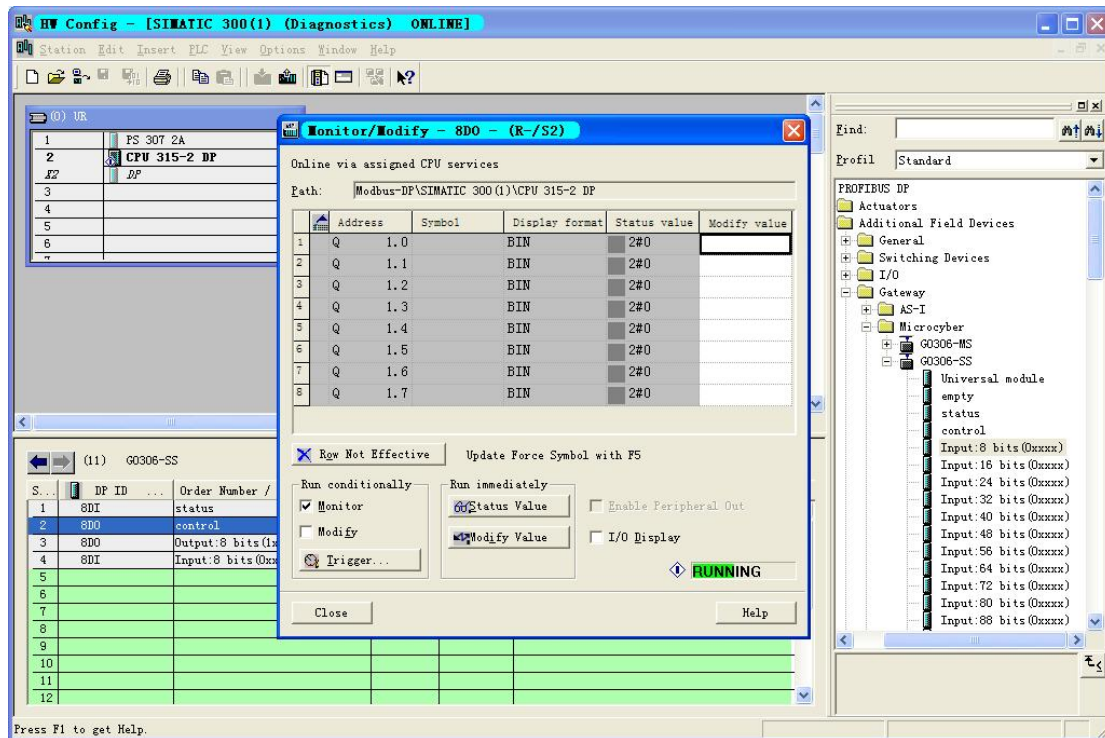 HW Config - [SIMATIC 300(1) (Diagnostics) ONLINE]
Station Edit Insert PLC View Options Window Help
(0) UR
1 PS 307 2A
2 CPU 315-2 DP
X2 DP
3
4
5
6
Monitor/Modify - 8DO - (R-/S2)
Online via assigned CPU services
Path: Modbus-DP\SIMATIC 300(1)\CPU 315-2 DP
Address Symbol Display format Status value Modify value
1 Q 1.0 BIN 2#0
2 Q 1.1 BIN 2#0
3 Q 1.2 BIN 2#0
4 Q 1.3 BIN 2#0
5 Q 1.4 BIN 2#0
6 Q 1.5 BIN 2#0
7 Q 1.6 BIN 2#0
8 Q 1.7 BIN 2#0
Row Not Effective Update Force Symbol with F5
Run conditionally
Monitor
Modify
Trigger...
Run immediately
Status Value
Modify Value
Enable Peripheral Out
I/O Display
RUNNING
Close Help
(11) G0306-SS
S... DP ID ... Order Number /
1 8DI status
2 8DO control
3 8DO Output:8 bits(1x
4 8DI Input:8 bits(0xx
5
6
7
8
9
10
11
12
Find:
Profil Standard
PROFIBUS DP
Actuators
Additional Field Devices
General
Switching Devices
I/O
Gateway
AS-I
Microcyber
G0306-MS
G0306-SS
Universal module
empty
status
control
Input:8 bits(0xxxx)
Input:16 bits(0xxxx)
Input:24 bits(0xxxx)
Input:32 bits(0xxxx)
Input:40 bits(0xxxx)
Input:48 bits(0xxxx)
Input:56 bits(0xxxx)
Input:64 bits(0xxxx)
Input:72 bits(0xxxx)
Input:80 bits(0xxxx)
Input:88 bits(0xxxx)
Press F1 to get Help.